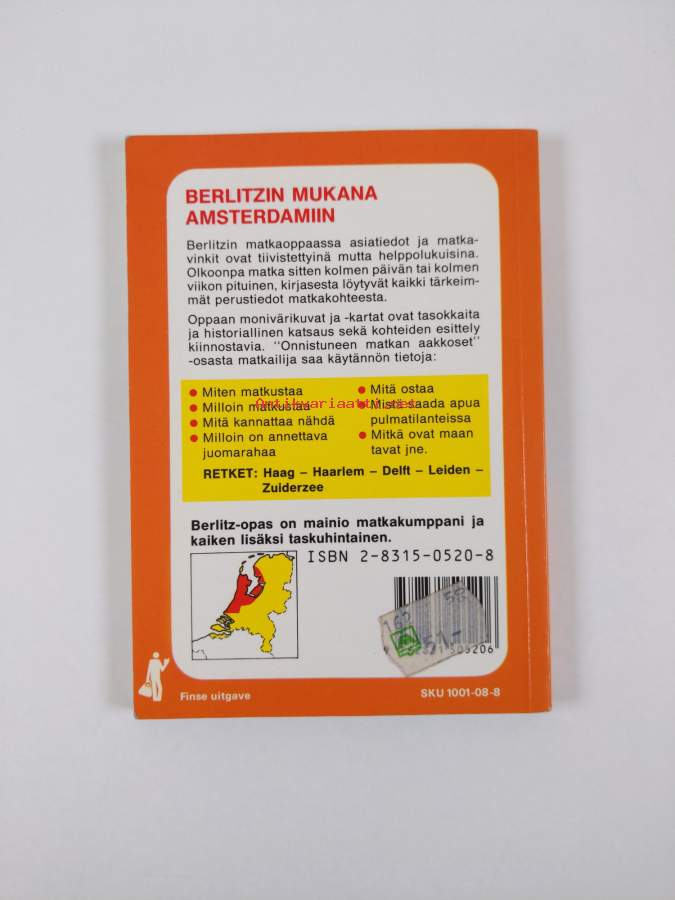 BERLITZIN MUKANA
AMSTERDAMIIN
Berlitzin matkaoppaassa asiatiedot ja matka-
vinkit ovat tiivistettyinä mutta helppolukuisina.
Olkoonpa matka sitten kolmen päivän tai kolmen
viikon pituinen, kirjasesta löytyvät kaikki tärkeim-
mät perustiedot matkakohteesta.
Oppaan monivärikuvat ja -kartat ovat tasokkaita
ja historiallinen katsaus sekä kohteiden esittely
kiinnostavia. "Onnistuneen matkan aakkoset"
-osasta matkailija saa käytännön tietoja:
● Miten matkustaa
● Milloin matkustaa
● Mitä kannattaa nähdä
● Milloin on annettava
juomarahaa
● Mitä ostaa
● Mistä saada apua
pulmatilanteissa
● Mitkä ovat maan
tavat jne.
Antikvariaatti.net
RETKET: Haag – Haarlem – Delft – Leiden –
Zuiderzee
Berlitz-opas on mainio matkakumppani ja
kaiken lisäksi taskuhintainen.
ISBN 2-8315-0520-8
51.-
505206
Finse uitgave
SKU 1001-08-8